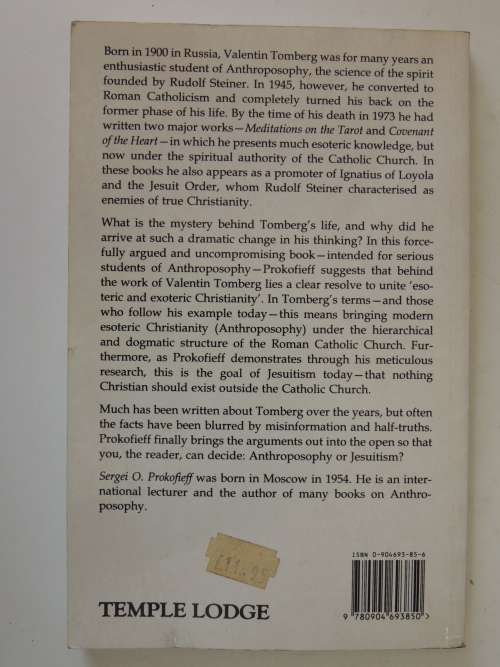 Born in 1900 in Russia, Valentin Tomberg was for many years an
enthusiastic student of Anthroposophy, the science of the spirit
founded by Rudolf Steiner. In 1945, however, he converted to
Roman Catholicism and completely turned his back on the
former phase of his life. By the time of his death in 1973 he had
written two major works—Meditations on the Tarot and Covenant
of the Heart—in which he presents much esoteric knowledge, but
now under the spiritual authority of the Catholic Church. In
these books he also appears as a promoter of Ignatius of Loyola
and the Jesuit Order, whom Rudolf Steiner characterised as
enemies of true Christianity.
What is the mystery behind Tomberg's life, and why did he
arrive at such a dramatic change in his thinking? In this force-
fully argued and uncompromising book—intended for serious
students of Anthroposophy—Prokofieff suggests that behind
the work of Valentin Tomberg lies a clear resolve to unite 'eso-
teric and exoteric Christianity'. In Tomberg's terms—and those
who follow his example today—this means bringing modern
esoteric Christianity (Anthroposophy) under the hierarchical
and dogmatic structure of the Roman Catholic Church. Fur-
thermore, as Prokofieff demonstrates through his meticulous
research, this is the goal of Jesuitism today—that nothing
Christian should exist outside the Catholic Church.
Much has been written about Tomberg over the years, but often
the facts have been blurred by misinformation and half-truths.
Prokofieff finally brings the arguments out into the open so that
you, the reader, can decide: Anthroposophy or Jesuitism?
Sergei O. Prokofieff was born in Moscow in 1954. He is an inter-
national lecturer and the author of many books on Anthro-
posophy.
£11.95
ISBN 0-904693-85-6
TEMPLE LODGE
9 780904 693850 >